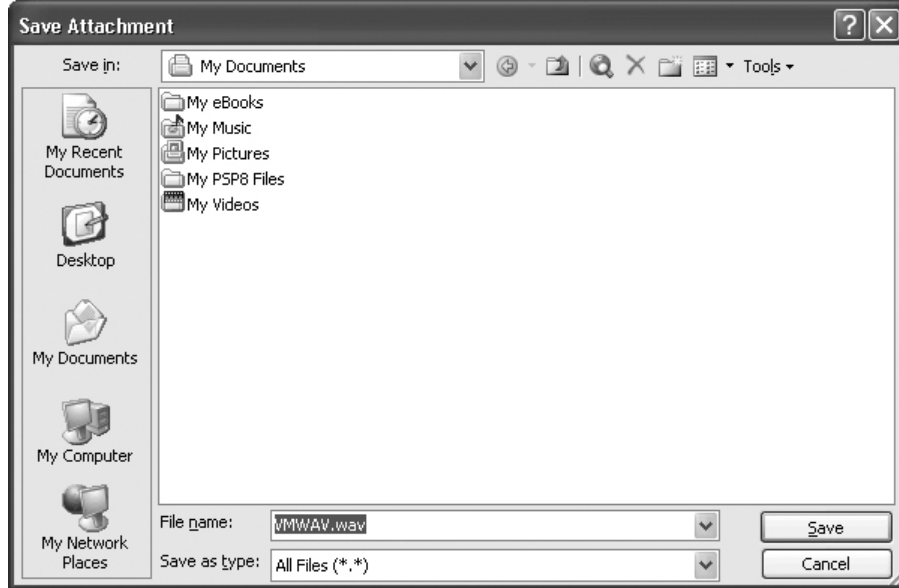 Save Attachment
Save in:
My Documents
Tools
My eBooks
My Music
My Pictures
My PSP8 Files
My Videos
My Recent
Documents
Desktop
My Documents
My Computer
My Network
Places
File name:
VMWAV.wav
Save
Save as type:
All Files (*.*)
Cancel